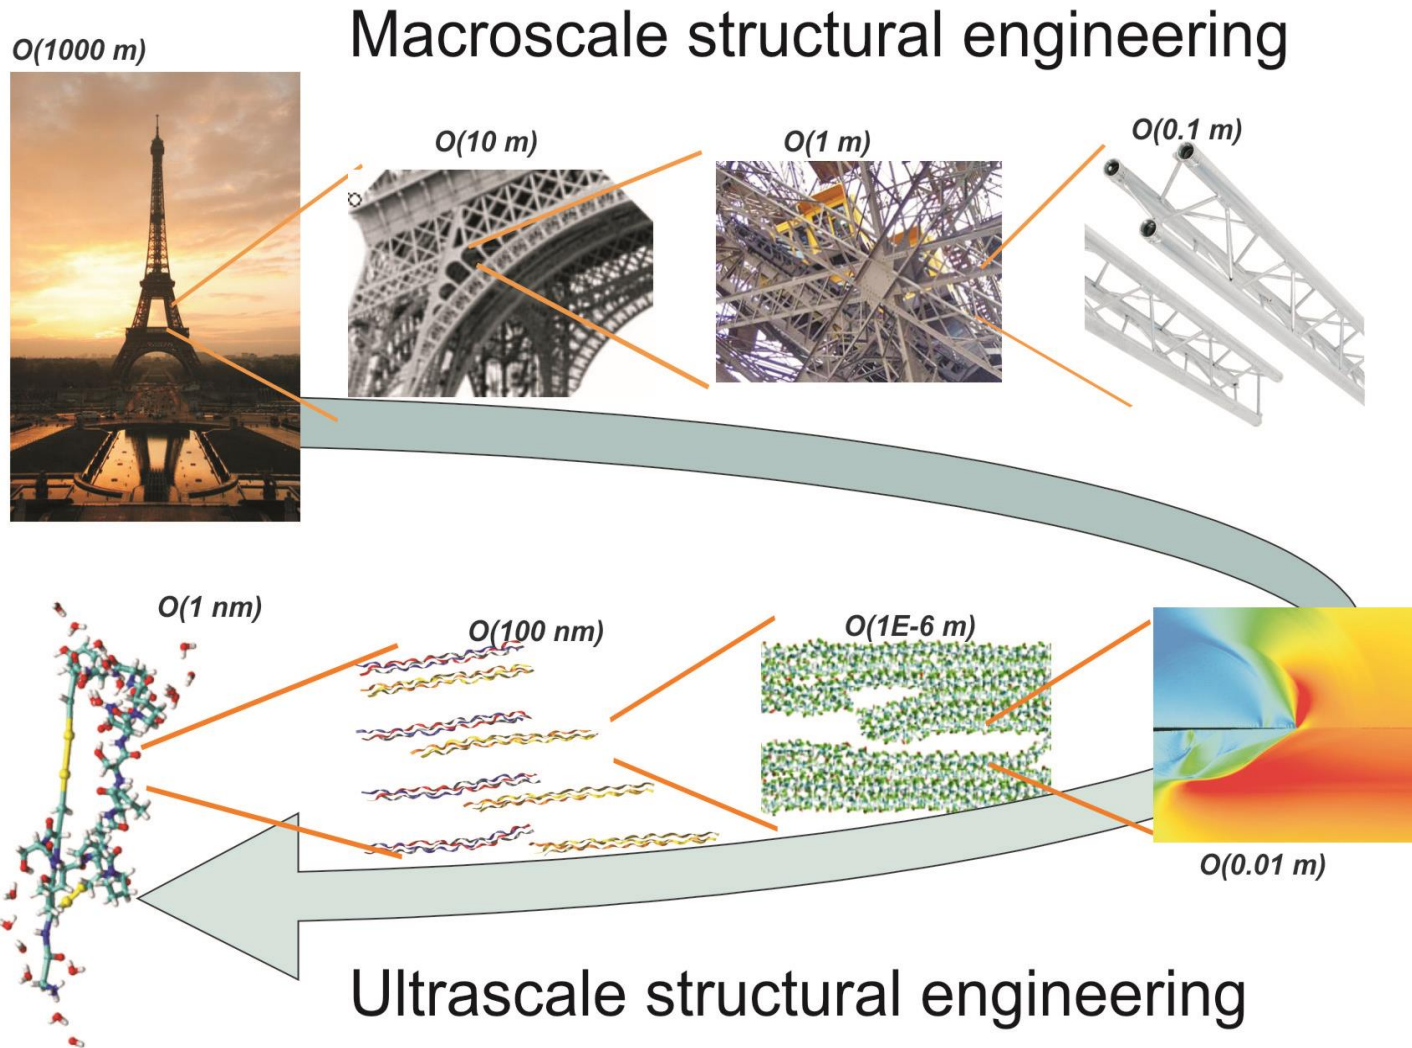 Macroscale structural engineering
O(1000 m)
O(10 m)
O(1 m)
O(0.1 m)
O(1 nm)
O(100 nm)
O(1E-6 m)
O(0.01 m)
Ultrascale structural engineering